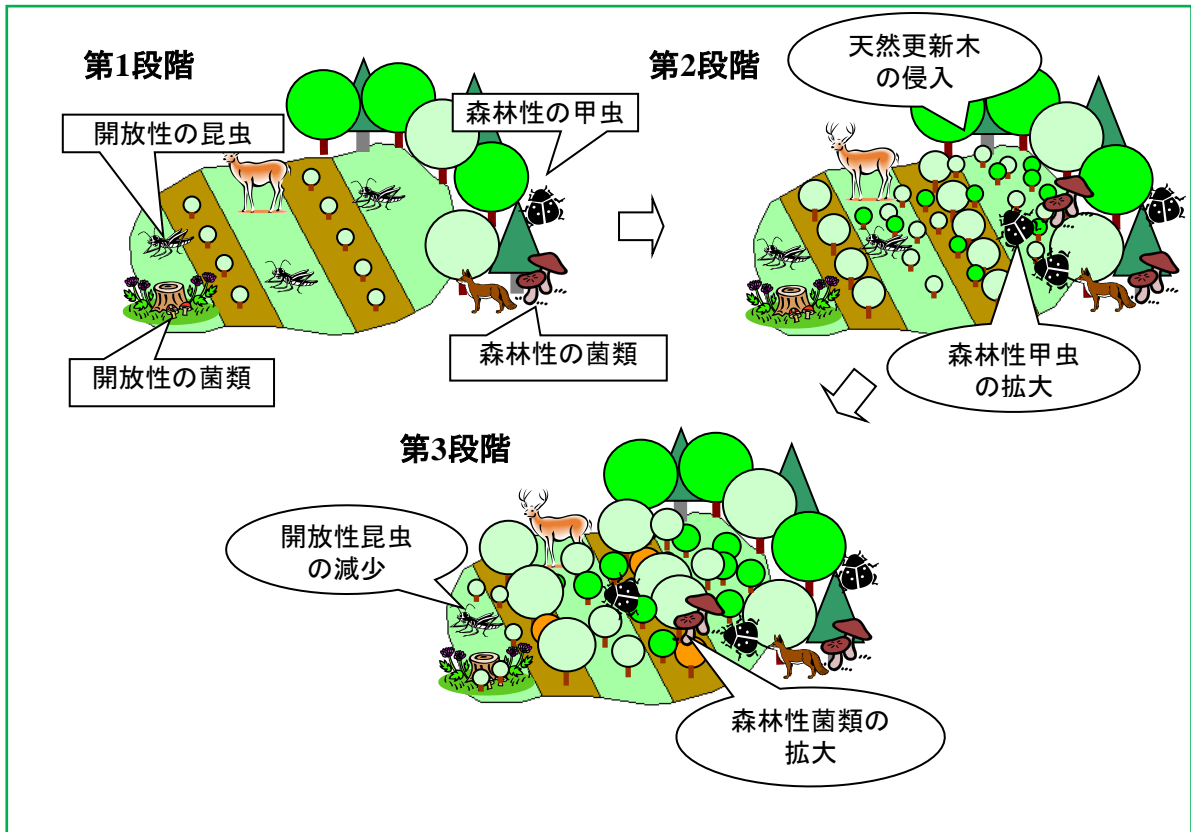 第1段階
開放性の昆虫
森林性の甲虫
開放性の菌類
森林性の菌類
第2段階
天然更新木
の侵入
森林性甲虫
の拡大
第3段階
開放性昆虫
の減少
森林性菌類の
拡大